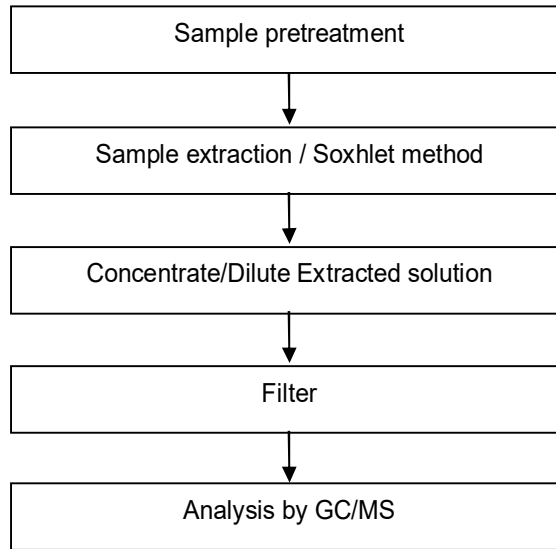 Sample pretreatment
Sample extraction / Soxhlet method
Concentrate/Dilute Extracted solution
Filter
Analysis by GC/MS